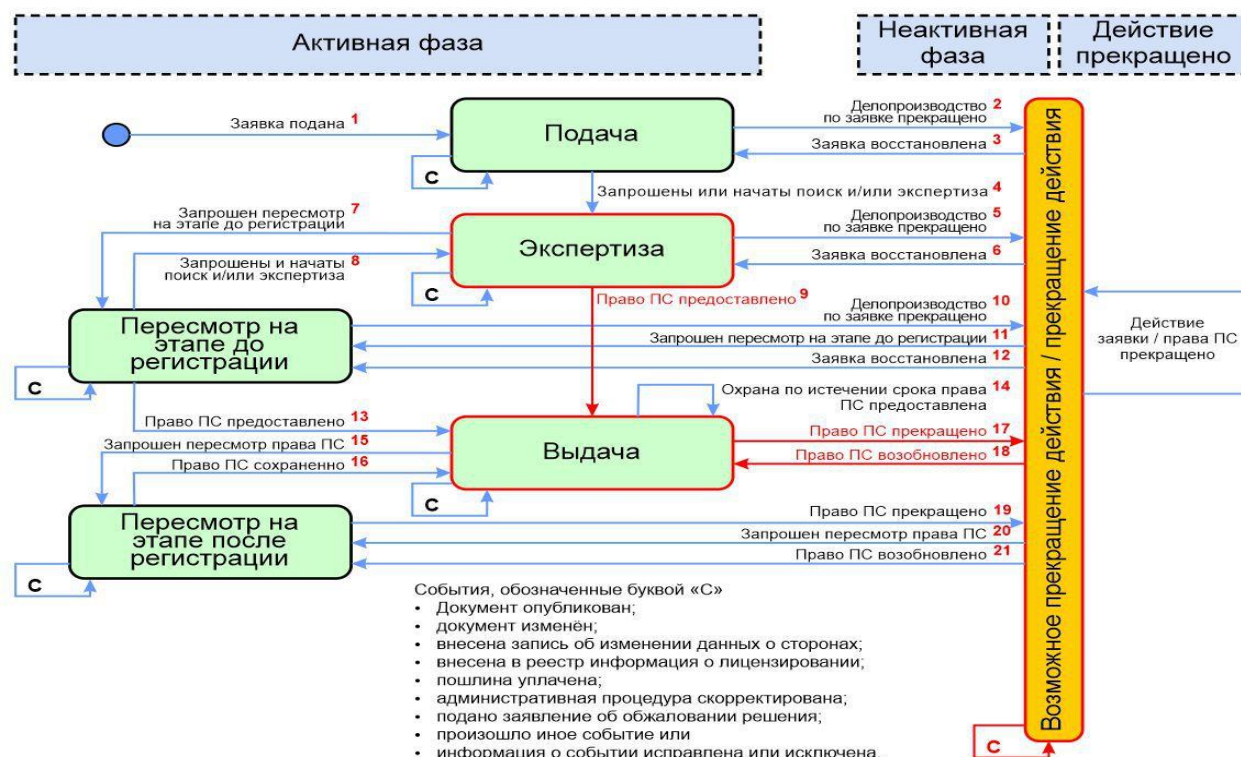 Активная фаза
Неактивная
фаза
Действие
прекращено
Заявка подана 1
Подача
Делопроизводство 2
по заявке прекращено
Заявка восстановлена 3
С
Запрошены или начаты поиск и/или экспертиза 4
Запрошен пересмотр 7
на этапе до регистрации
Экспертиза
Делопроизводство 5
по заявке прекращено
Запрошены и начаты 8
поиск и/или экспертиза
Заявка восстановлена 6
С
Право ПС предоставлено 9
Пересмотр на
этапе до
регистрации
Делопроизводство 10
по заявке прекращено
Запрошен пересмотр на этапе до регистрации 11
Заявка восстановлена 12
С
Действие
заявки / права ПС
прекращено
Охрана по истечении срока права 14
ПС предоставлена
Право ПС предоставлено 13
Запрошен пересмотр права ПС 15
Право ПС сохраненно 16
Выдача
Право ПС прекращено 17
Право ПС возобновлено 18
С
Пересмотр на
этапе после
регистрации
Право ПС прекращено 19
Запрошен пересмотр права ПС 20
Право ПС возобновлено 21
С
Возможное прекращение действия / прекращение действия
С
События, обозначенные буквой «С»
• Документ опубликован;
• документ изменён;
• внесена запись об изменении данных о сторонах;
• внесена в реестр информация о лицензировании;
• пошлина уплачена;
• административная процедура скорректирована;
• подано заявление об обжаловании решения;
• произошло иное событие или
• информация о событии исправлена или исключена.